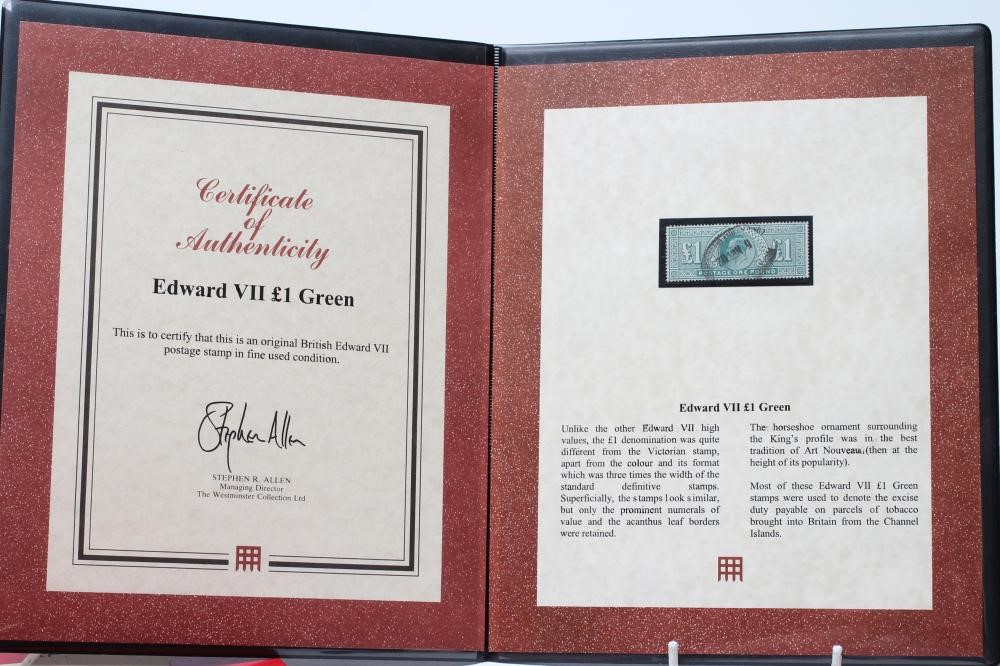 Certificate
of
Authenticity
Edward VII £1 Green
This is to certify that this is an original British Edward VII
postage stamp in fine used condition.
Stephen Allen
STEPHEN R. ALLEN
Managing Director
The Westminster Collection Ltd
£1 £1
POSTAGE ONE POUND
Edward VII £1 Green
Unlike the other Edward VII high
values, the £1 denomination was quite
different from the Victorian stamp,
apart from the colour and its format
which was three times the width of the
standard definitive stamps.
Superficially, the stamps look similar,
but only the prominent numerals of
value and the acanthus leaf borders
were retained.
The horseshoe ornament surrounding
the King's profile was in the best
tradition of Art Nouveau (then at the
height of its popularity).
Most of these Edward VII £1 Green
stamps were used to denote the excise
duty payable on parcels of tobacco
brought into Britain from the Channel
Islands.